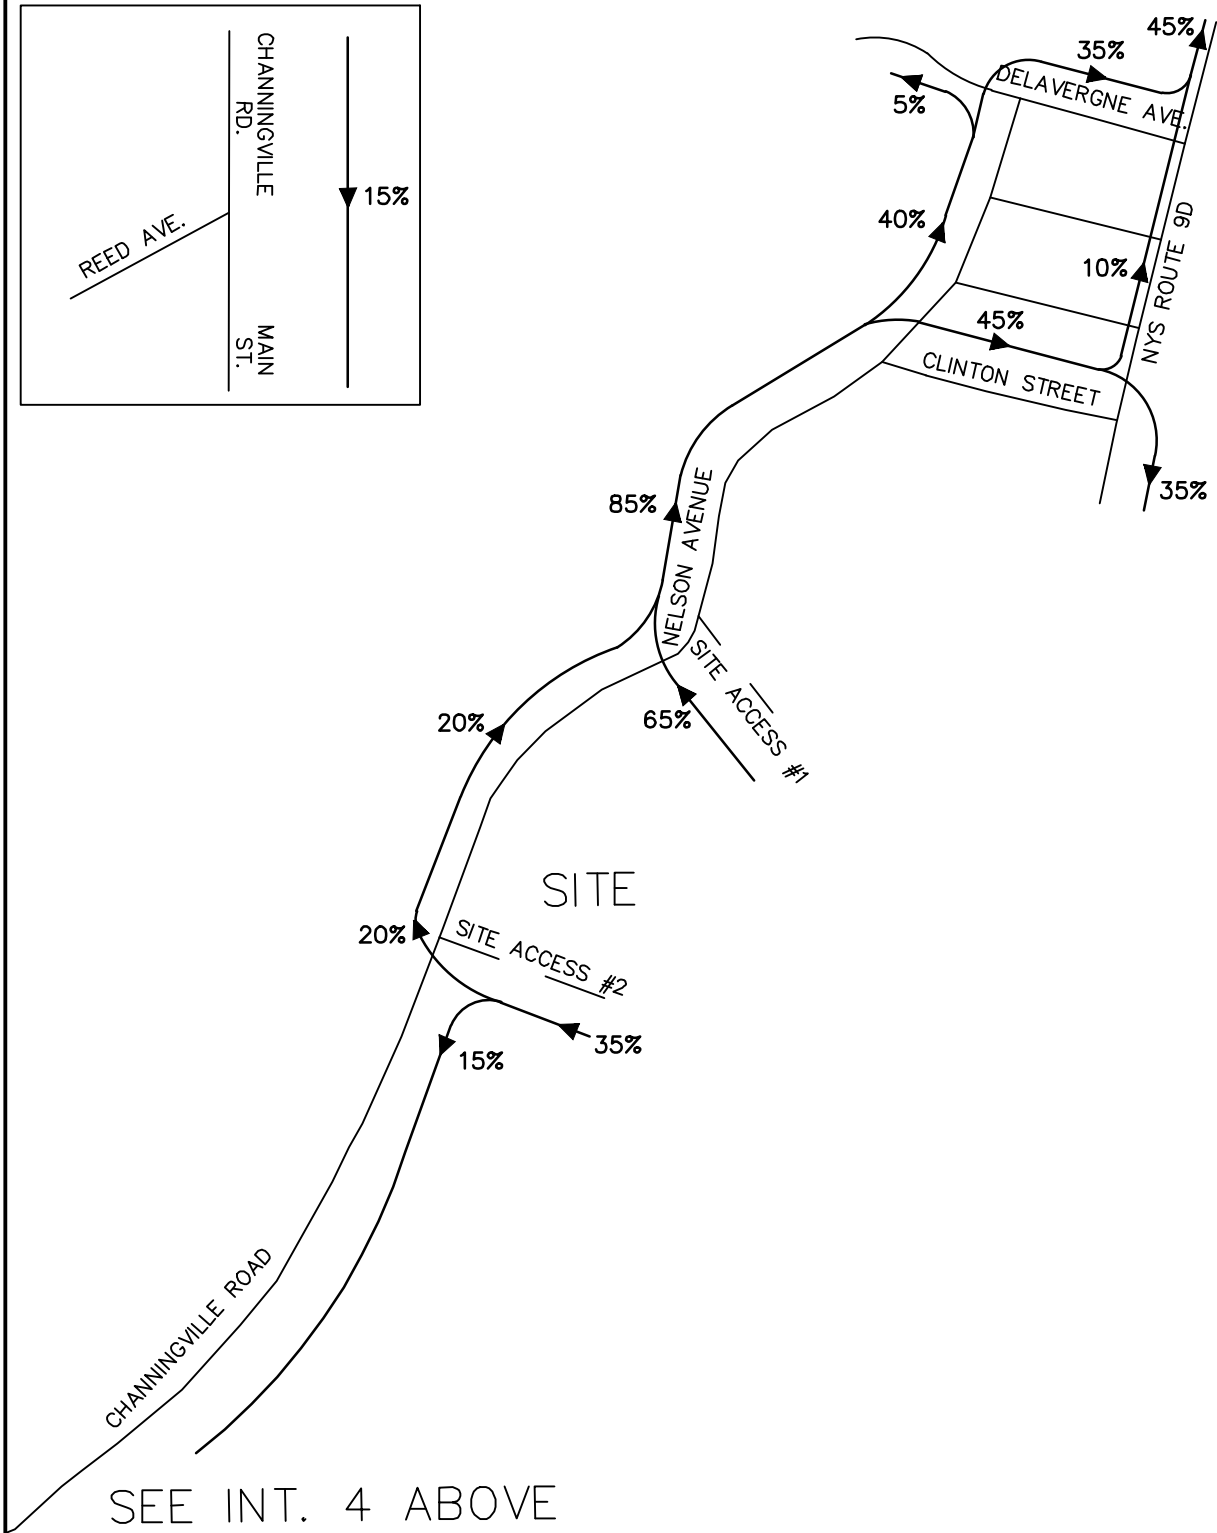 CHANNINGVILLE
RD.
15%
REED AVE.
MAIN
ST.
45%
35%
DELAVERGNE AVE.
5%
40%
NYS ROUTE 9D
10%
45%
CLINTON STREET
35%
85%
NELSON AVENUE
SITE ACCESS #1
65%
20%
SITE
20%
SITE ACCESS #2
35%
15%
CHANNINGVILLE ROAD
SEE INT. 4 ABOVE